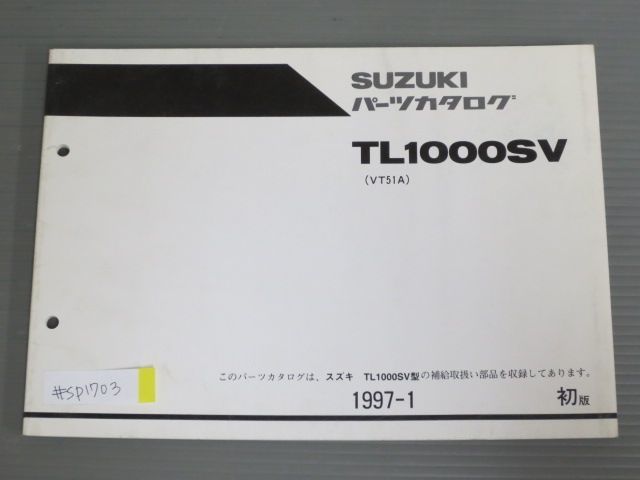 SUZUKI
パーツカタログ
TL1000SV
(VT51A)
このパーツカタログは、スズキ TL1000SV型の補給取扱い部品を収録してあります。
#SP1703
1997-1
初版